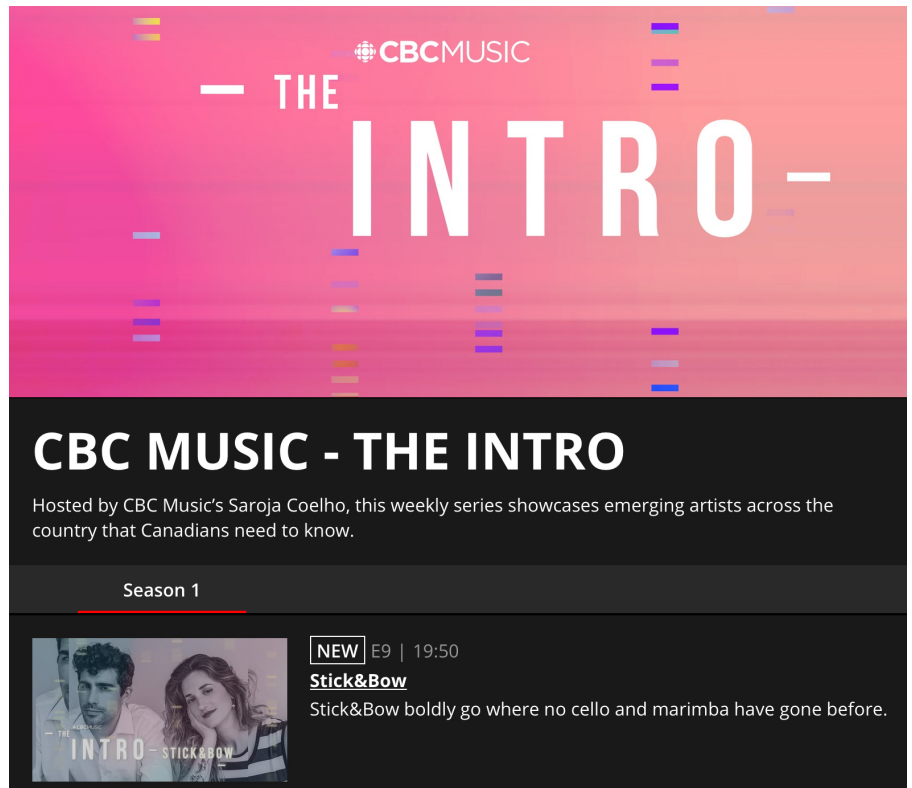 CBCMUSIC
– THE
INTRO–
CBC MUSIC - THE INTRO
Hosted by CBC Music’s Saroja Coelho, this weekly series showcases emerging artists across the
country that Canadians need to know.
Season 1
NEW E9 | 19:50
Stick&Bow
Stick&Bow boldly go where no cello and marimba have gone before.
CBCMUSIC
– THE
INTRO– STICK&BOW
–